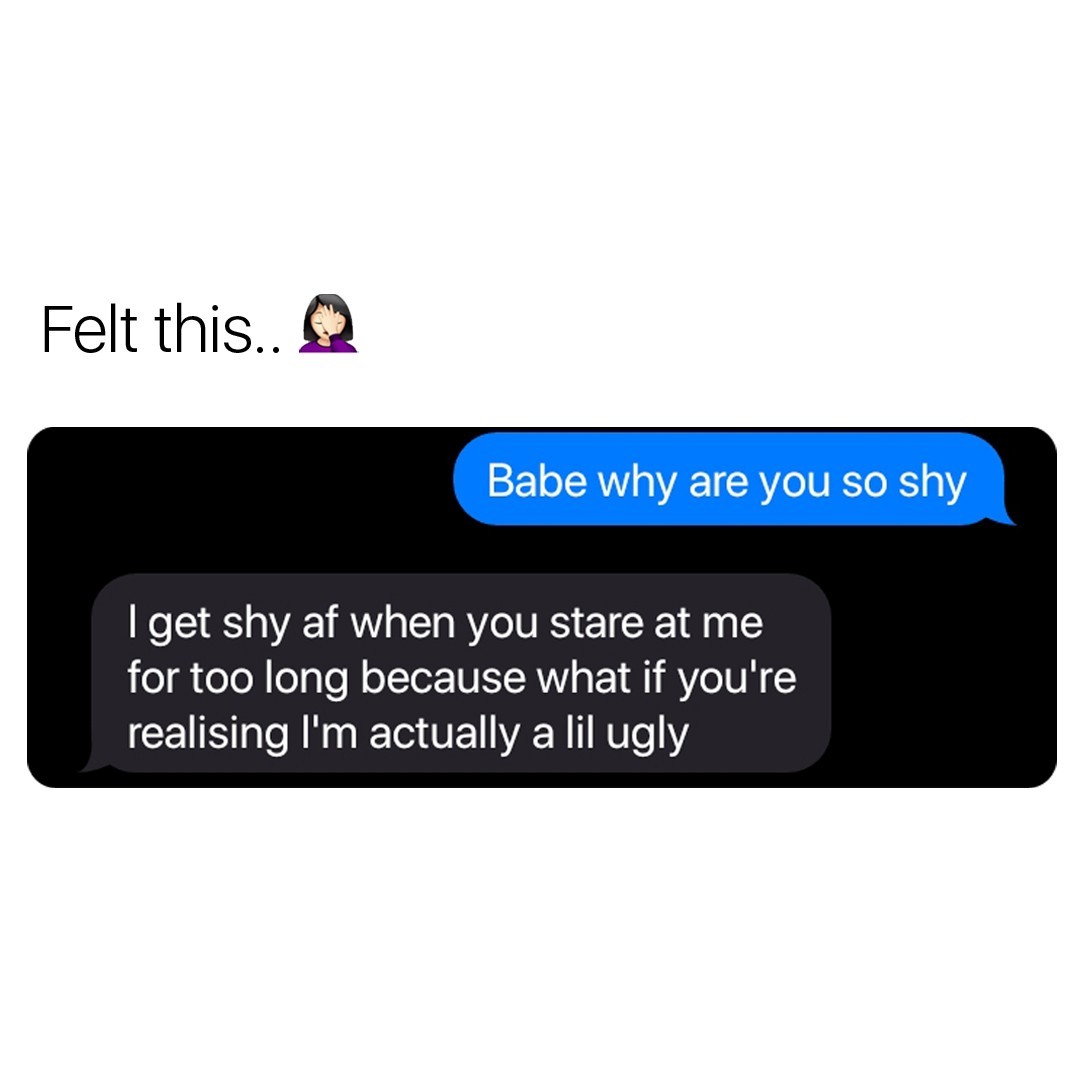 Felt this.. 🤦🏻‍♀️
Babe why are you so shy
I get shy af when you stare at me
for too long because what if you're
realising I'm actually a lil ugly